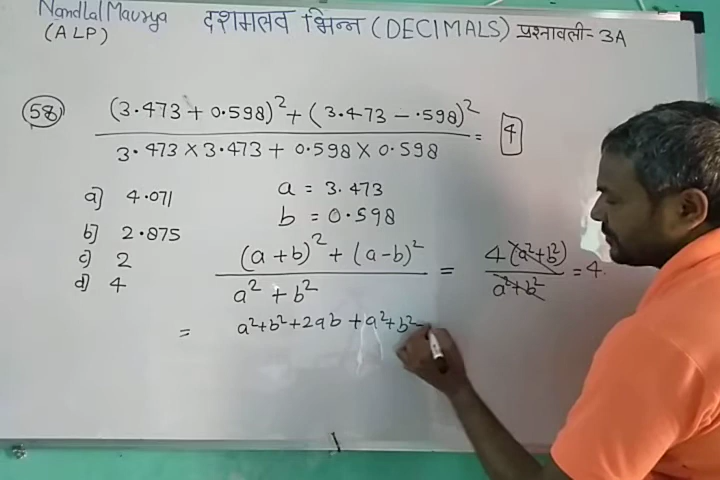 Nandlal Maurya दशमलव भिन्न (DECIMALS) प्रश्नावली = 3A
(ALP)
58 (3.473 + 0.598)² + (3.473 - .598)² / 3.473 × 3.473 + 0.598 × 0.598 = 4
a] 4.071
b] 2.875
c] 2
d] 4
a = 3.473
b = 0.598
(a+b)² + (a-b)² / a² + b² = 4(a²+b²) / a²+b² = 4.
= a²+b²+2ab + a²+b²-